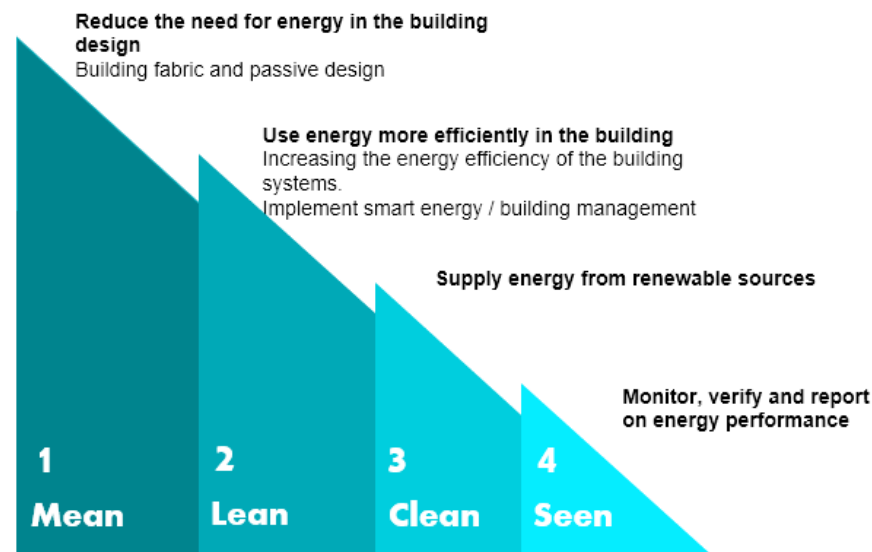 Reduce the need for energy in the building
design
Building fabric and passive design
Use energy more efficiently in the building
Increasing the energy efficiency of the building
systems.
Implement smart energy / building management
Supply energy from renewable sources
Monitor, verify and report
on energy performance
1
Mean
2
Lean
3
Clean
4
Seen